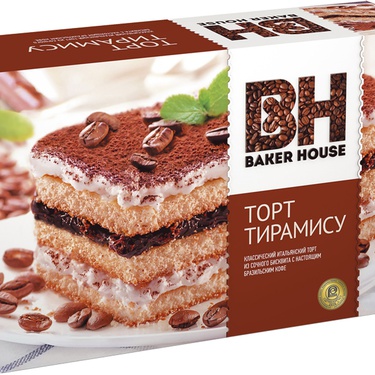 ТОРТ
ТИРАМИСУ
BH
BAKER HOUSE
ТОРТ
ТИРАМИСУ
КЛАССИЧЕСКИЙ ИТАЛЬЯНСКИЙ ТОРТ
ИЗ СОЧНОГО БИСКВИТА С НАСТОЯЩИМ
БРАЗИЛЬСКИМ КОФЕ